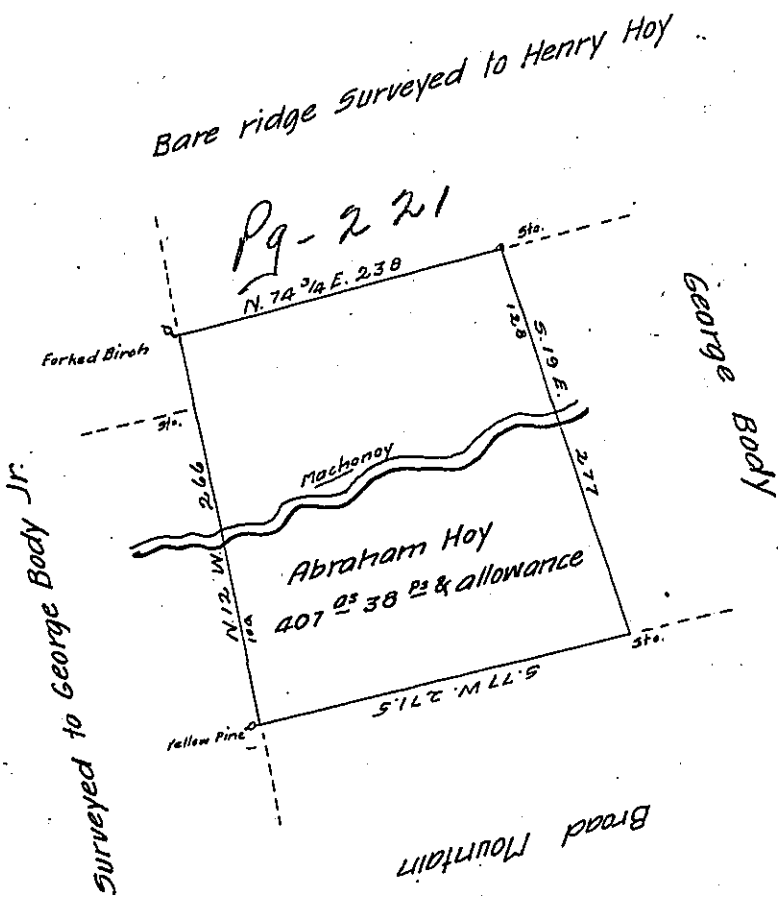 Bare ridge Surveyed to Henry Hoy
Pg- 221
Sto.
N. 74 3/4 E. 238
Forked Birch
128
S. 19 E.
277
George Body
Sto.
266
Machonoy
Surveyed to George Body Jr.
Abraham Hoy
407 as 38 ps & allowance
N. 12 W.
Sto.
S. 77 W. 271.5
Yellow Pine
Broad Mountain